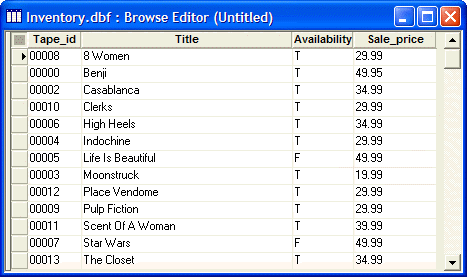 Inventory.dbf : Browse Editor (Untitled)
Tape_id Title Availability Sale_price
00008 8 Women T 29.99
00000 Benji T 49.95
00002 Casablanca T 34.99
00010 Clerks T 29.99
00006 High Heels T 34.99
00004 Indochine T 29.99
00005 Life Is Beautiful F 49.99
00003 Moonstruck T 19.99
00012 Place Vendome T 29.99
00009 Pulp Fiction T 29.99
00011 Scent Of A Woman T 39.99
00007 Star Wars F 49.99
00013 The Closet T 34.99